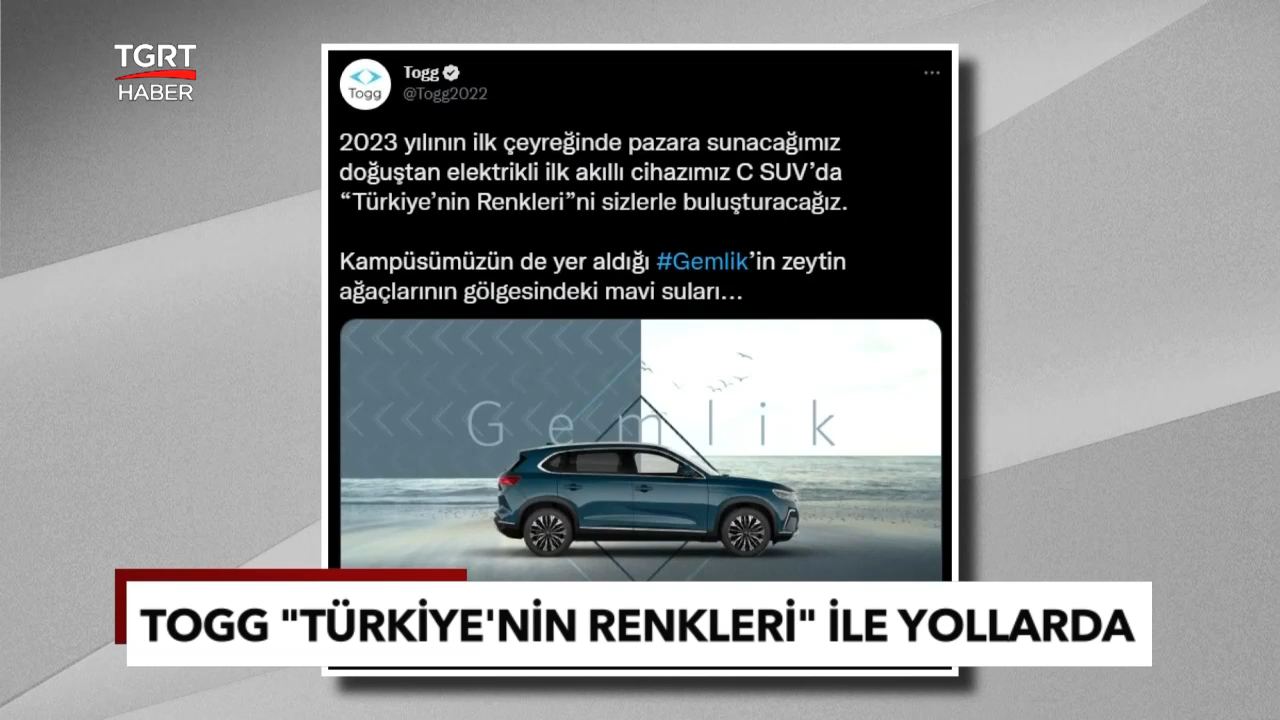 TGRT
HABER
Togg
Togg
@Togg2022
2023 yılının ilk çeyreğinde pazara sunacağımız
doğuştan elektrikli ilk akıllı cihazımız C SUV’da
“Türkiye’nin Renkleri”ni sizlerle buluşturacağız.
Kampüsümüzün de yer aldığı #Gemlik’in zeytin
ağaçlarının gölgesindeki mavi suları...
Gemlik
TOGG "TÜRKİYE'NİN RENKLERİ" İLE YOLLARDA